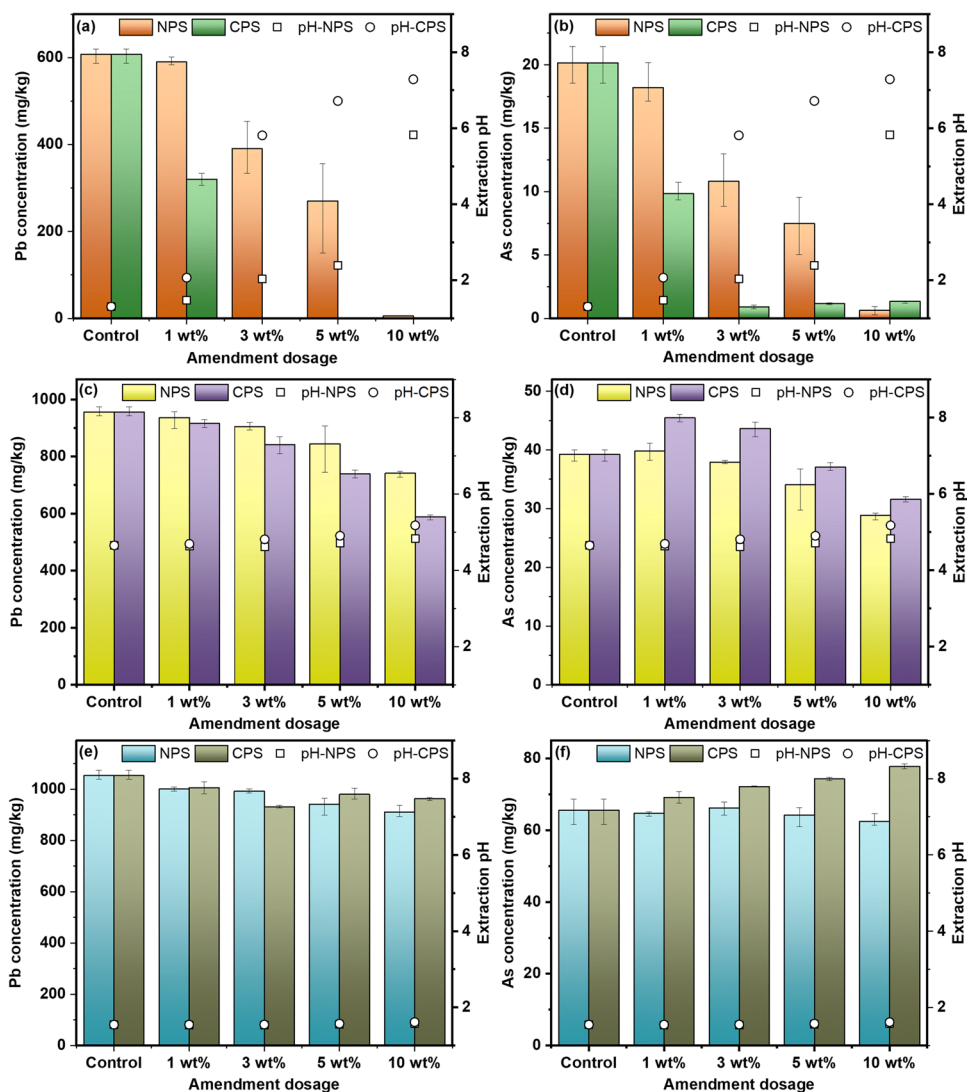 (a) NPS CPS pH-NPS pH-CPS
Pb concentration (mg/kg)
600
400
200
0
8
6
4
2
Extraction pH
Control 1 wt% 3 wt% 5 wt% 10 wt%
Amendment dosage
(b) NPS CPS pH-NPS pH-CPS
As concentration (mg/kg)
20
15
10
5
0
8
6
4
2
Extraction pH
Control 1 wt% 3 wt% 5 wt% 10 wt%
Amendment dosage
(c) NPS CPS pH-NPS pH-CPS
Pb concentration (mg/kg)
1000
800
600
400
200
0
8
6
4
2
Extraction pH
Control 1 wt% 3 wt% 5 wt% 10 wt%
Amendment dosage
(d) NPS CPS pH-NPS pH-CPS
As concentration (mg/kg)
50
40
30
20
10
0
8
6
4
2
Extraction pH
Control 1 wt% 3 wt% 5 wt% 10 wt%
Amendment dosage
(e) NPS CPS pH-NPS pH-CPS
Pb concentration (mg/kg)
1000
800
600
400
200
0
8
6
4
2
Extraction pH
Control 1 wt% 3 wt% 5 wt% 10 wt%
Amendment dosage
(f) NPS CPS pH-NPS pH-CPS
As concentration (mg/kg)
80
60
40
20
0
8
6
4
2
Extraction pH
Control 1 wt% 3 wt% 5 wt% 10 wt%
Amendment dosage